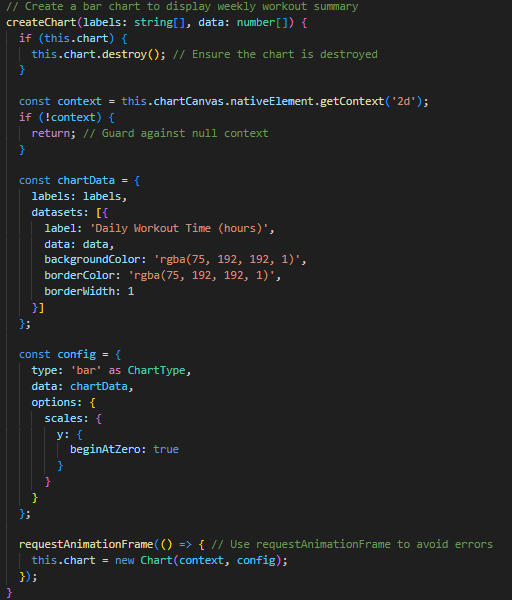 // Create a bar chart to display weekly workout summary
createChart(labels: string[], data: number[]) {
  if (this.chart) {
    this.chart.destroy(); // Ensure the chart is destroyed
  }

  const context = this.chartCanvas.nativeElement.getContext('2d');
  if (!context) {
    return; // Guard against null context
  }

  const chartData = {
    labels: labels,
    datasets: [{
      label: 'Daily Workout Time (hours)',
      data: data,
      backgroundColor: 'rgba(75, 192, 192, 1)',
      borderColor: 'rgba(75, 192, 192, 1)',
      borderWidth: 1
    }]
  };

  const config = {
    type: 'bar' as ChartType,
    data: chartData,
    options: {
      scales: {
        y: {
          beginAtZero: true
        }
      }
    }
  };

  requestAnimationFrame(() => { // Use requestAnimationFrame to avoid errors
    this.chart = new Chart(context, config);
  });
}